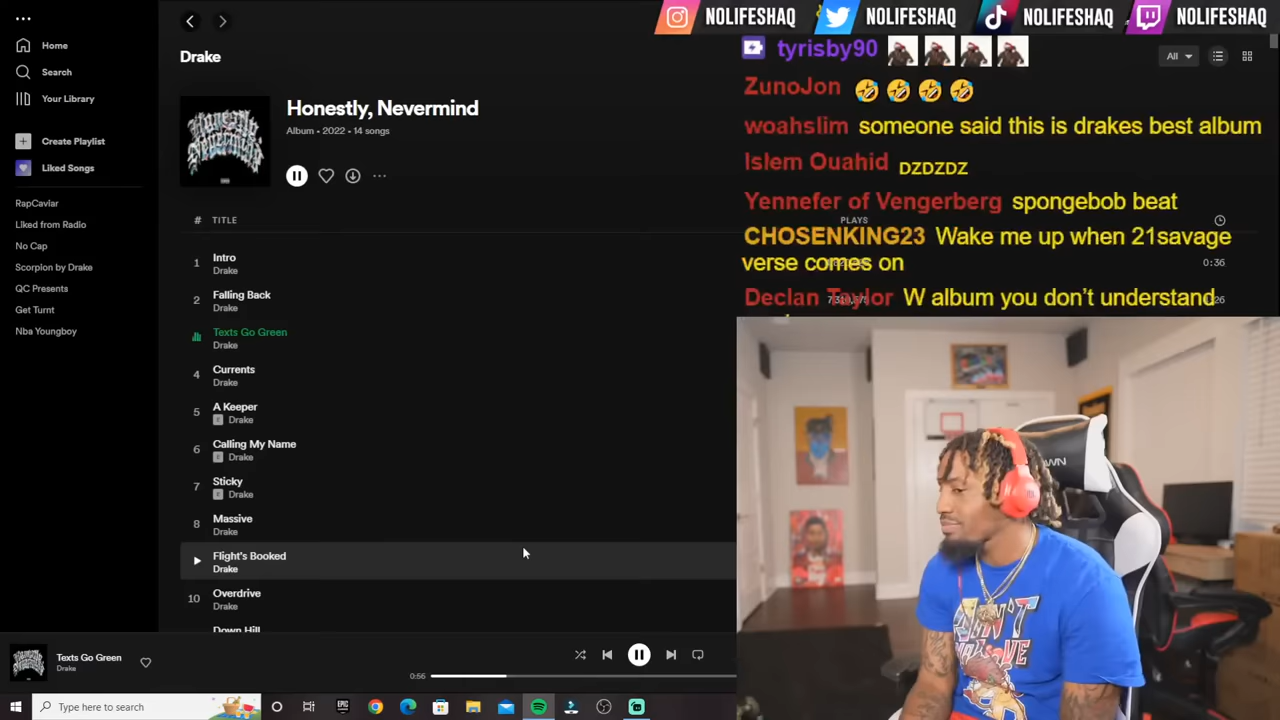 NOLIFESHAQ NOLIFESHAQ NOLIFESHAQ NOLIFESHAQ
Home
Search
Your Library
Create Playlist
Liked Songs
RapCaviar
Liked from Radio
No Cap
Scorpion by Drake
QC Presents
Get Turnt
Nba Youngboy
Drake
All
Honestly, Nevermind
Album • 2022 • 14 songs
# TITLE
PLAYS
1 Intro
Drake
0:36
2 Falling Back
Drake
Texts Go Green
Drake
4 Currents
Drake
5 A Keeper
E Drake
6 Calling My Name
E Drake
7 Sticky
E Drake
8 Massive
Drake
Flight's Booked
Drake
10 Overdrive
Drake
Down Hill
tyrisby90
ZunoJon
woahslim someone said this is drakes best album
Islem Ouahid DZDZDZ
Yennefer of Vengerberg spongebob beat
CHOSENKING23 Wake me up when 21savage
verse comes on
Declan Taylor W album you don't understand
Texts Go Green
Drake
0:56
Type here to search